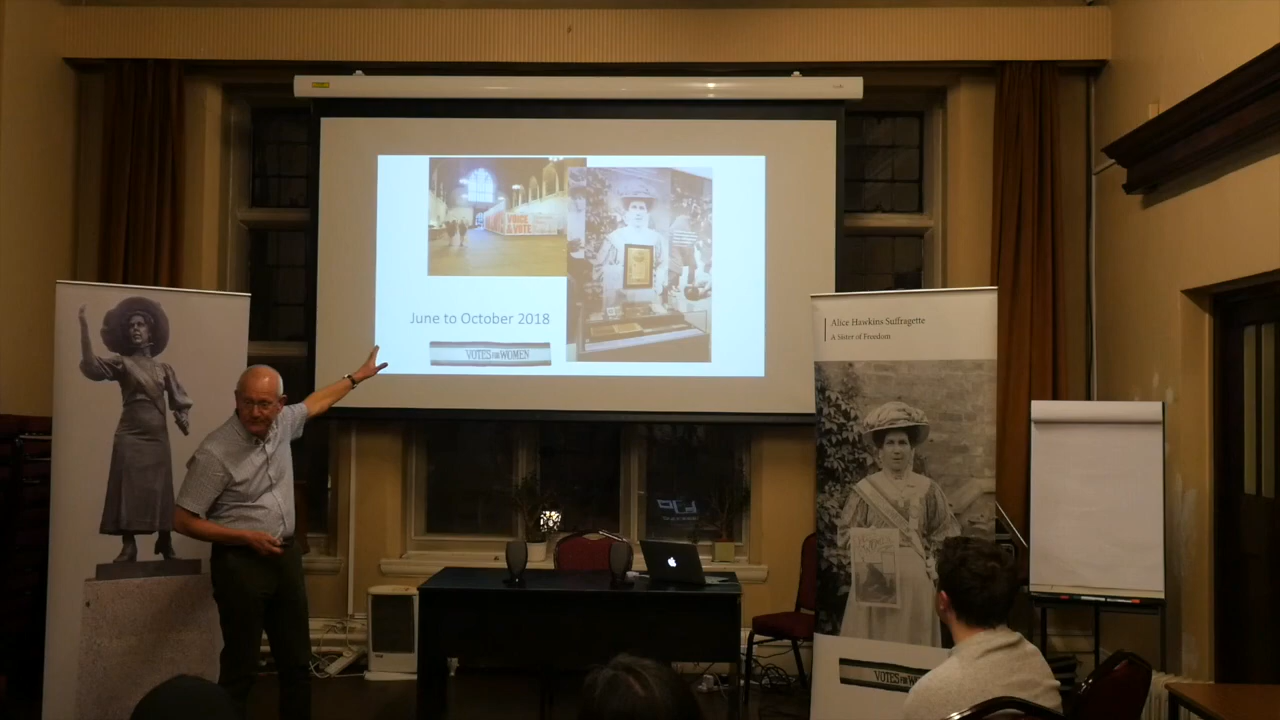 VOICE
& VOTE
June to October 2018
VOTES FOR WOMEN
Alice Hawkins Suffragette
A Sister of Freedom
VOTES FOR WOMEN